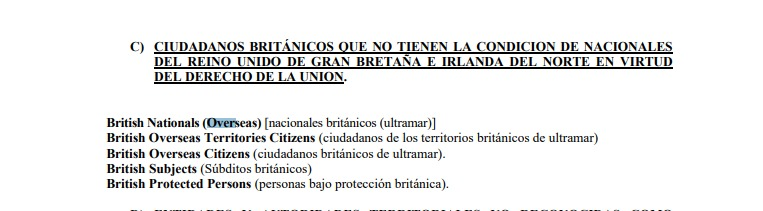 C) CIUDADANOS BRITÁNICOS QUE NO TIENEN LA CONDICION DE NACIONALES
DEL REINO UNIDO DE GRAN BRETAÑA E IRLANDA DEL NORTE EN VIRTUD
DEL DERECHO DE LA UNION.
British Nationals (Overseas) [nacionales británicos (ultramar)]
British Overseas Territories Citizens (ciudadanos de los territorios británicos de ultramar)
British Overseas Citizens (ciudadanos británicos de ultramar).
British Subjects (Súbditos británicos)
British Protected Persons (personas bajo protección británica).